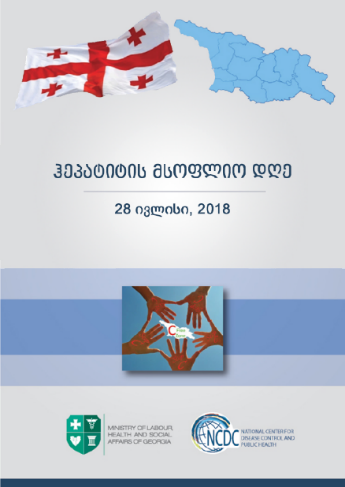 ჰეპატიტის მსოფლიო დღე
28 ივლისი, 2018
MINISTRY OF LABOUR,
HEALTH AND SOCIAL
AFFAIRS OF GEORGIA
NCDC
NATIONAL CENTER FOR
DISEASE CONTROL AND
PUBLIC HEALTH